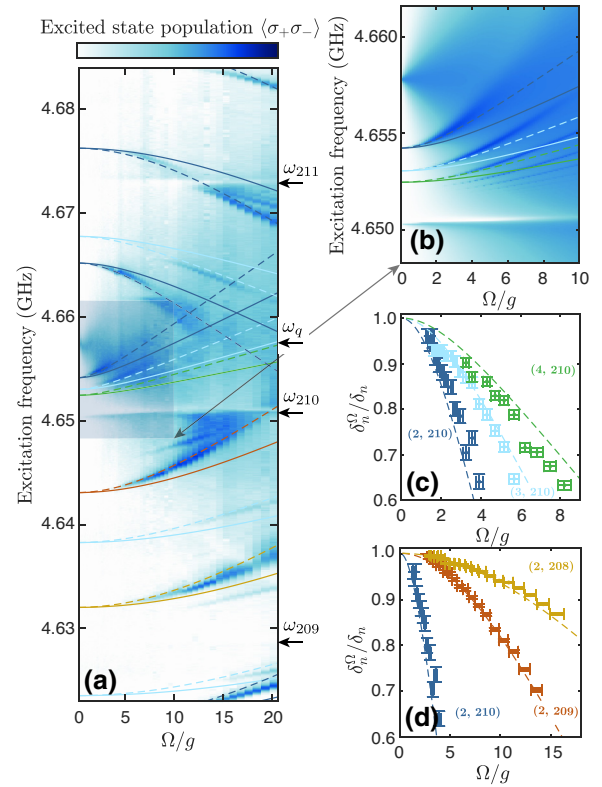 Excited state population ⟨σ₊σ₋⟩
Excitation frequency (GHz)
4.68
4.67
4.66
4.65
4.64
4.63
ω₂₁₁
ω_q
ω₂₁₀
ω₂₀₉
(a)
0 5 10 15 20
Ω/g
Excitation frequency (GHz)
4.660
4.655
4.650
(b)
0 2 4 6 8 10
Ω/g
δₙ^Ω/δₙ
1.0
0.9
0.8
0.7
0.6
(4, 210)
(2, 210)
(3, 210)
(c)
0 2 4 6 8
Ω/g
δₙ^Ω/δₙ
1.0
0.9
0.8
0.7
0.6
(2, 208)
(2, 210)
(2, 209)
(d)
0 5 10 15
Ω/g